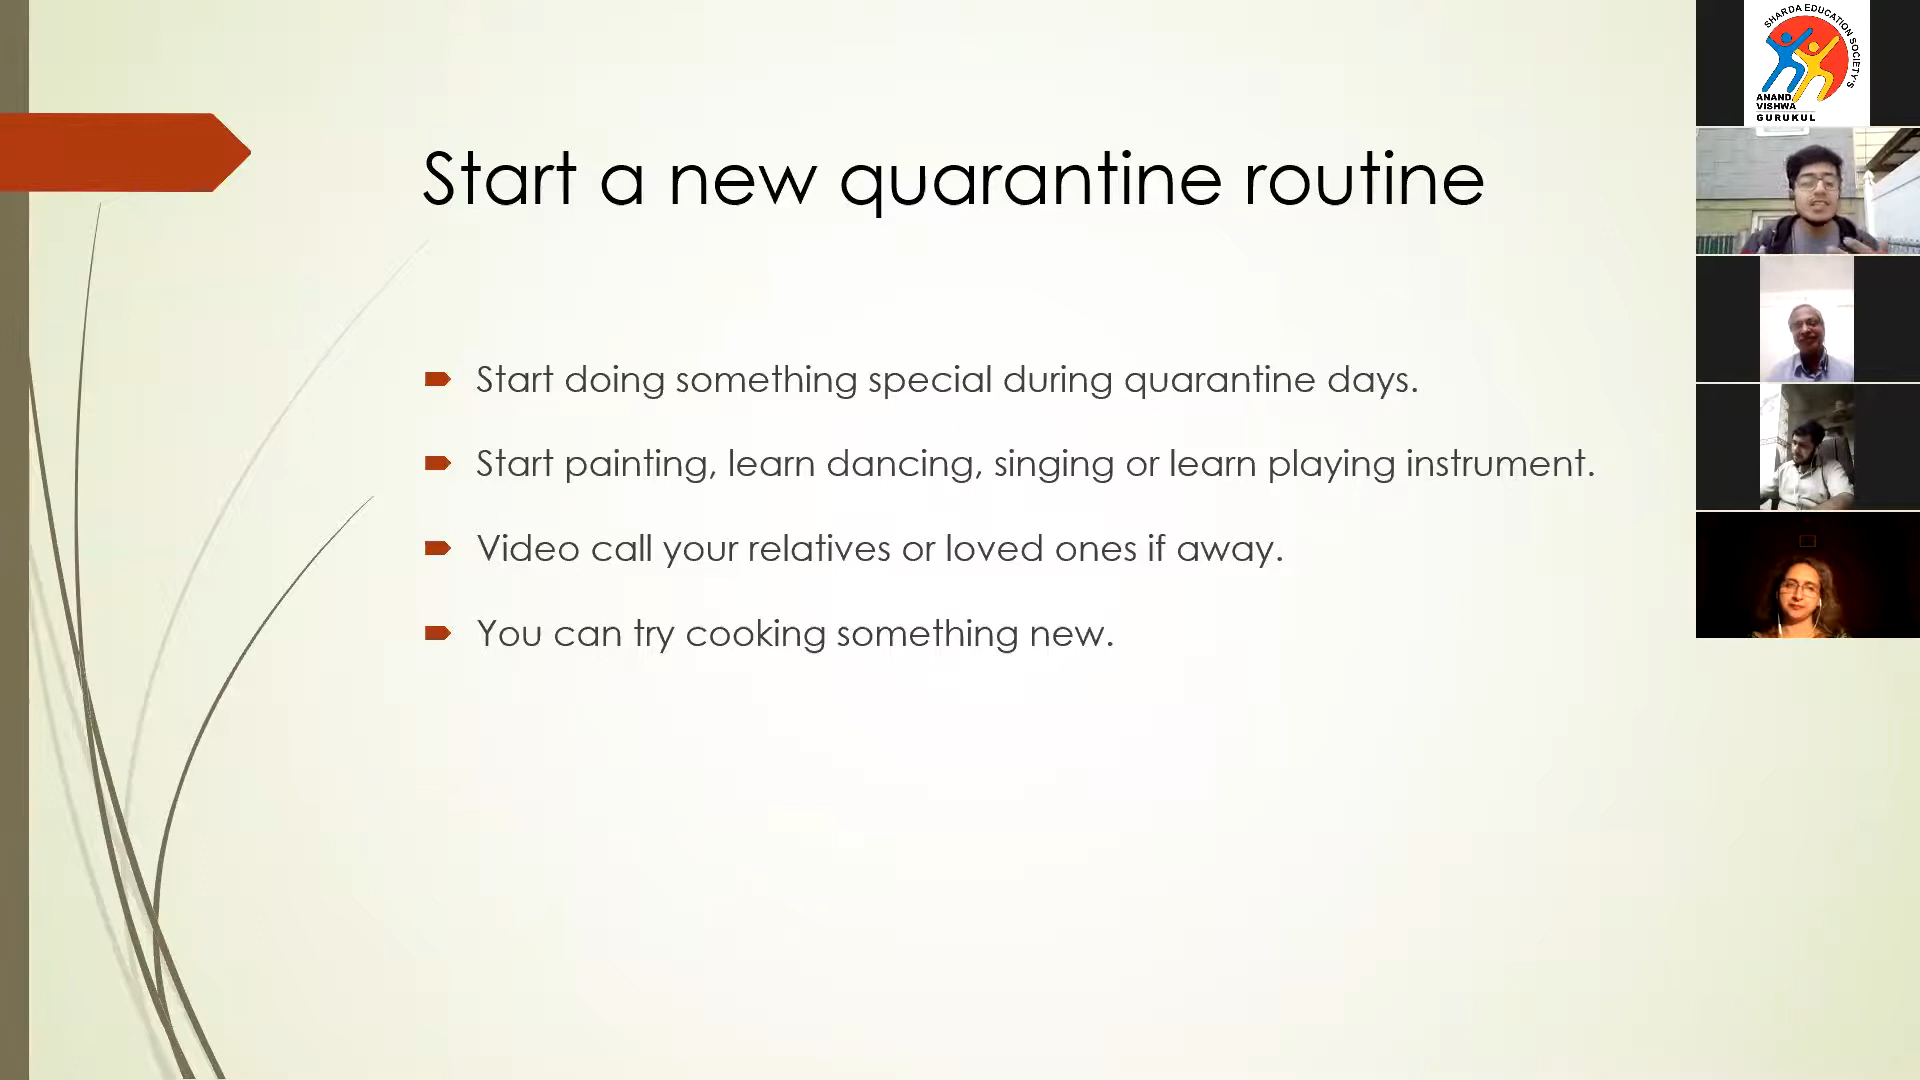 Start a new quarantine routine
Start doing something special during quarantine days.
Start painting, learn dancing, singing or learn playing instrument.
Video call your relatives or loved ones if away.
You can try cooking something new.
SHARDA EDUCATION SOCIETY'S
ANAND
VISHWA
GURUKUL